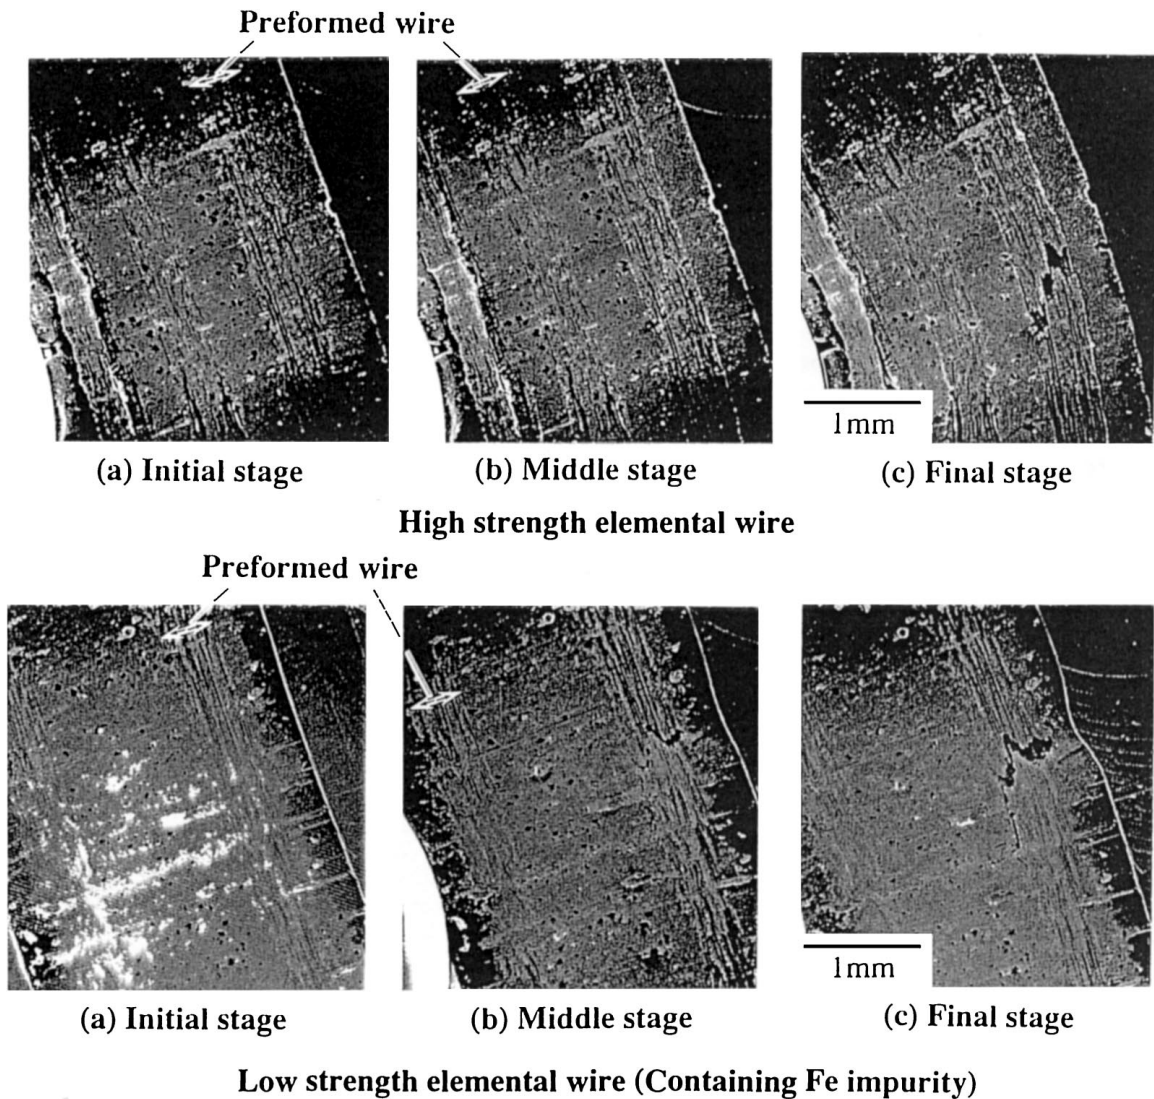 Preformed wire
(a) Initial stage
(b) Middle stage
1mm
(c) Final stage
High strength elemental wire
Preformed wire
(a) Initial stage
(b) Middle stage
1mm
(c) Final stage
Low strength elemental wire (Containing Fe impurity)